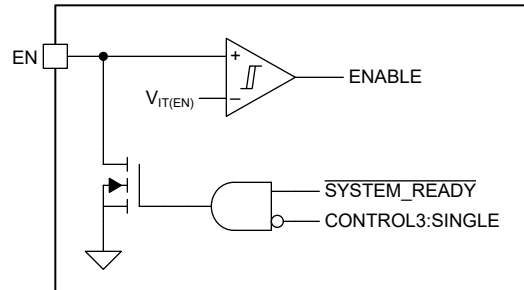 EN
+
ENABLE
V_IT(EN)
−
SYSTEM_READY
CONTROL3:SINGLE